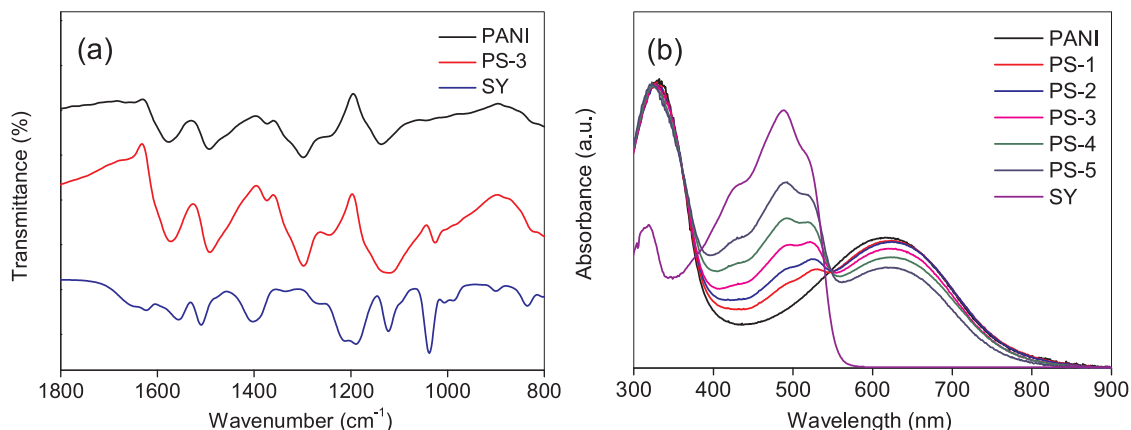 (a)
PANI
PS-3
SY
Transmittance (%)
1800 1600 1400 1200 1000 800
Wavenumber (cm⁻¹)
(b)
PANI
PS-1
PS-2
PS-3
PS-4
PS-5
SY
Absorbance (a.u.)
300 400 500 600 700 800 900
Wavelength (nm)